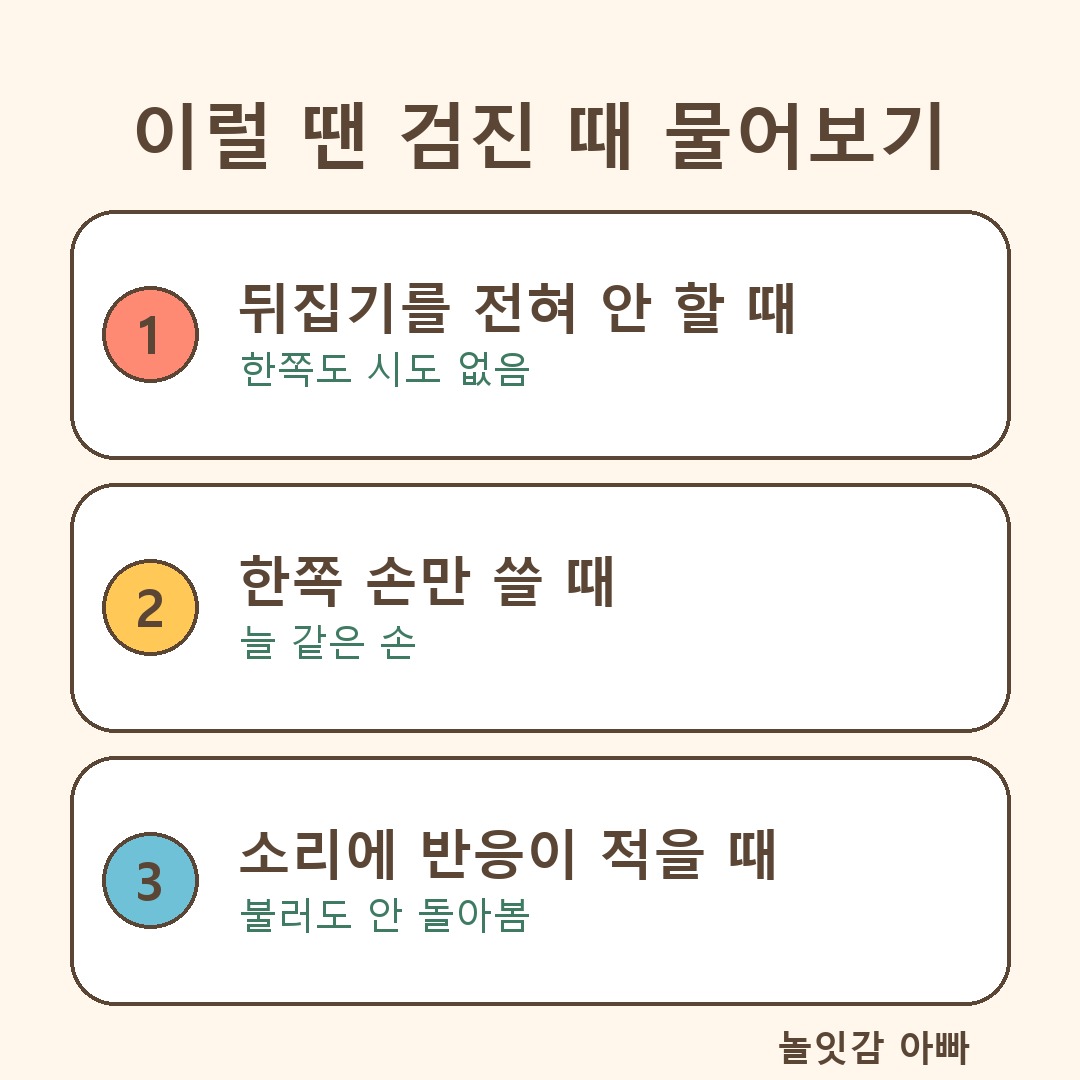 이럴 땐 검진 때 물어보기
1
뒤집기를 전혀 안 할 때
한쪽도 시도 없음
2
한쪽 손만 쓸 때
늘 같은 손
3
소리에 반응이 적을 때
불러도 안 돌아봄
놀잇감 아빠